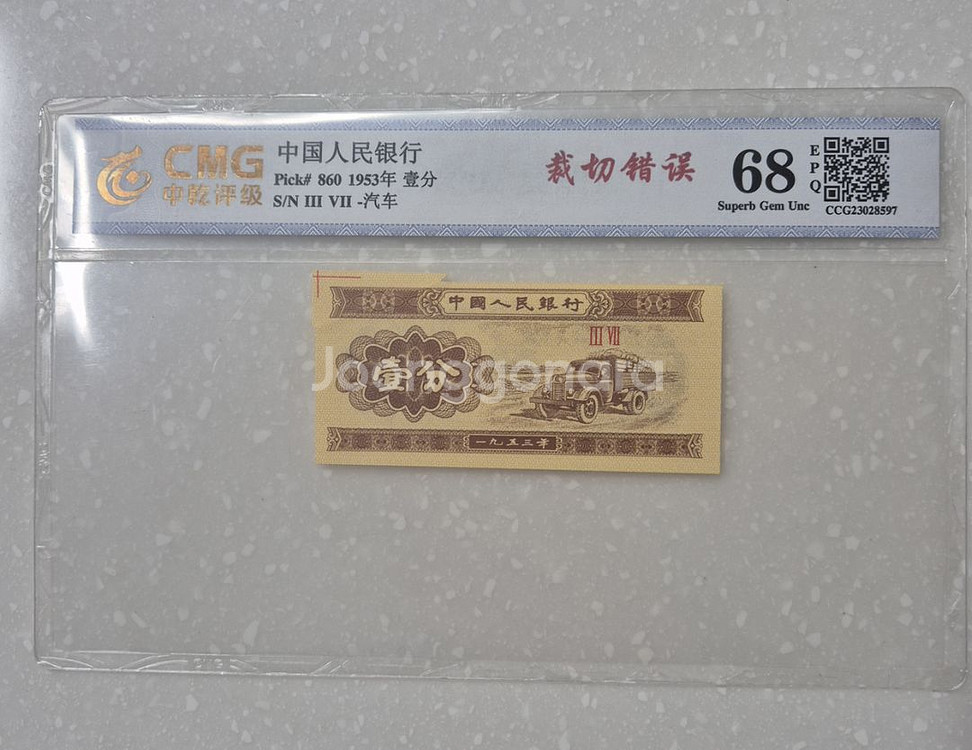 CMG
中乾评级
中国人民银行
Pick# 860 1953年 壹分
S/N III VII -汽车
裁切错误
68
EPQ
Superb Gem Unc
CCG23028597
中國人民銀行
III VII
壹分
一九五三年
Joonggonara